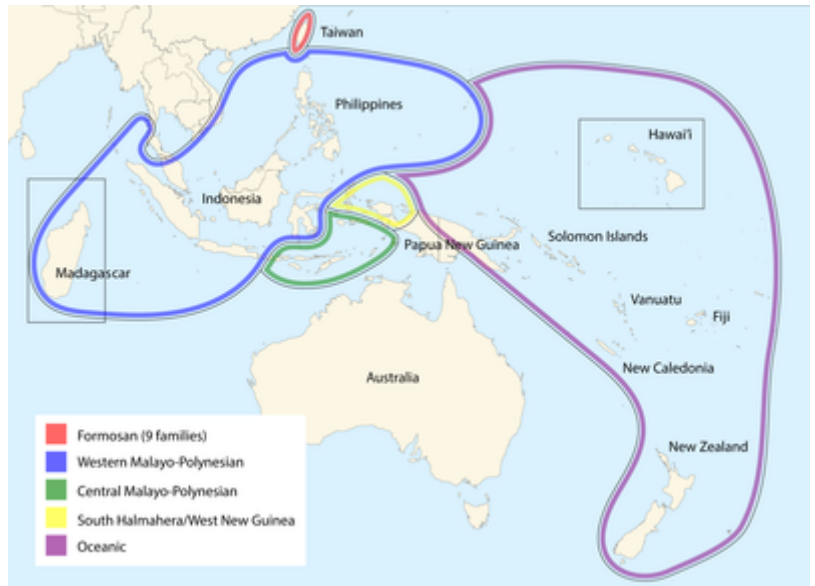 Taiwan
Philippines
Hawai'i
Indonesia
Solomon Islands
Papua New Guinea
Madagascar
Vanuatu
Fiji
New Caledonia
Australia
New Zealand
Formosan (9 families)
Western Malayo-Polynesian
Central Malayo-Polynesian
South Halmahera/West New Guinea
Oceanic